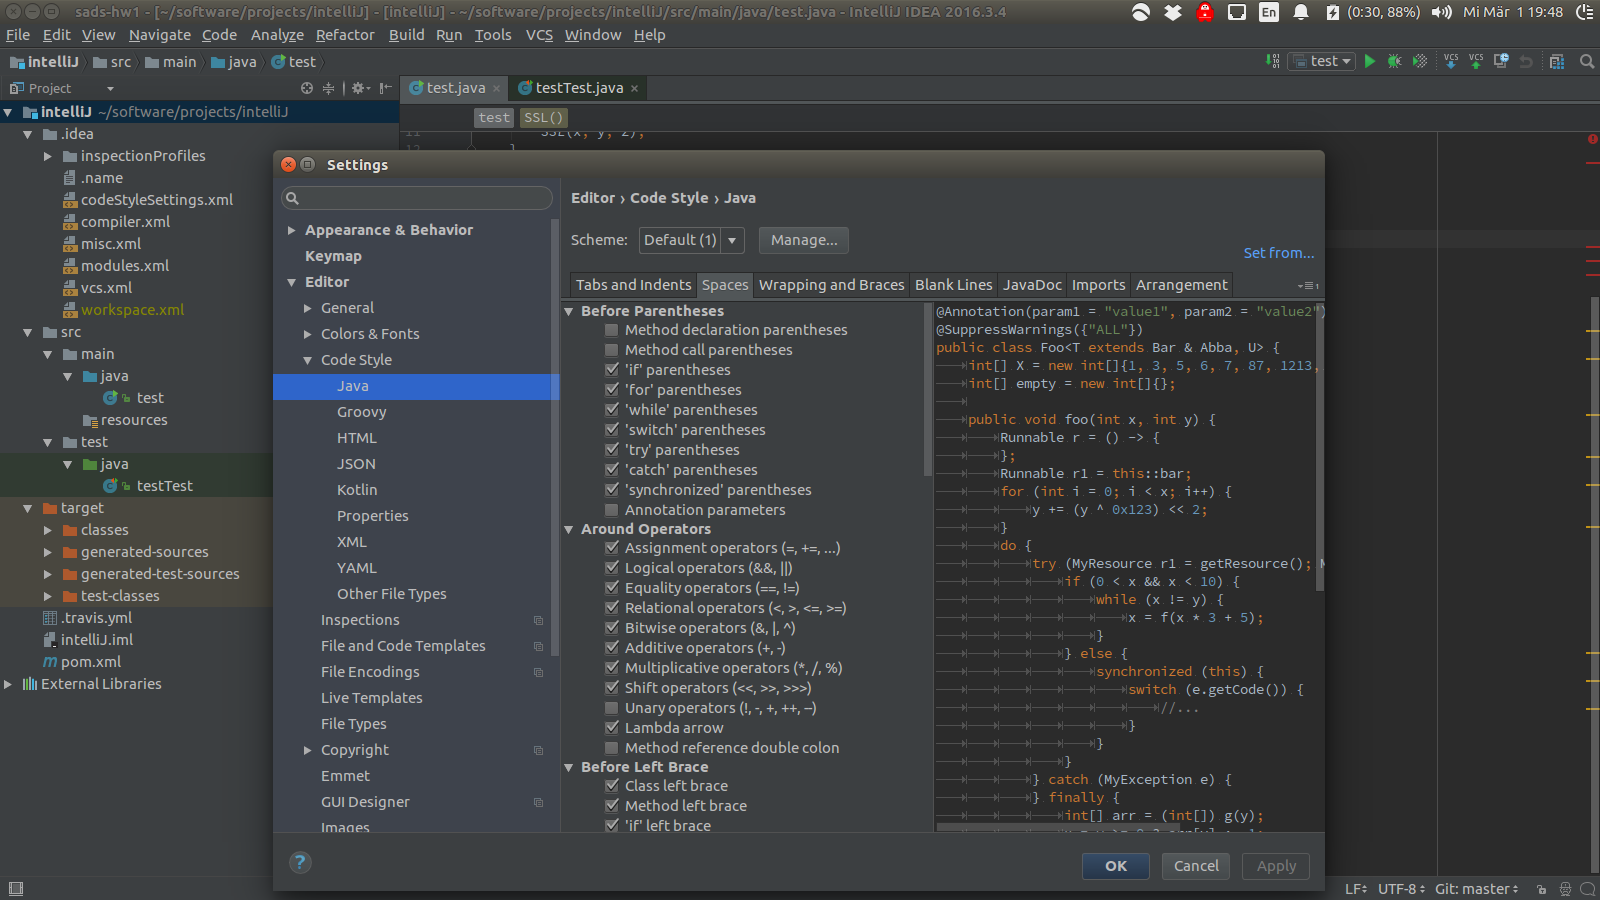 sads-hw1 - [~/software/projects/intelliJ] - [intelliJ] - ~/software/projects/intelliJ/src/main/java/test.java - IntelliJ IDEA 2016.3.4
En
(0:30, 88%)
Mi Mär 1 19:48
File Edit View Navigate Code Analyze Refactor Build Run Tools VCS Window Help
intelliJ src main java test
test
VCS VCS
Project
test.java
testTest.java
intelliJ ~/software/projects/intelliJ
.idea
inspectionProfiles
.name
codeStyleSettings.xml
compiler.xml
misc.xml
modules.xml
vcs.xml
workspace.xml
src
main
java
test
resources
test
java
testTest
target
classes
generated-sources
generated-test-sources
test-classes
.travis.yml
intelliJ.iml
pom.xml
External Libraries
test SSL()
11 SSL(x, y, z);
12 }
Settings
Appearance & Behavior
Keymap
Editor
General
Colors & Fonts
Code Style
Java
Groovy
HTML
JSON
Kotlin
Properties
XML
YAML
Other File Types
Inspections
File and Code Templates
File Encodings
Live Templates
File Types
Copyright
Emmet
GUI Designer
Images
Editor › Code Style › Java
Scheme: Default (1) Manage...
Set from...
Tabs and Indents Spaces Wrapping and Braces Blank Lines JavaDoc Imports Arrangement
Before Parentheses
Method declaration parentheses
Method call parentheses
'if' parentheses
'for' parentheses
'while' parentheses
'switch' parentheses
'try' parentheses
'catch' parentheses
'synchronized' parentheses
Annotation parameters
Around Operators
Assignment operators (=, +=, ...)
Logical operators (&&, ||)
Equality operators (==, !=)
Relational operators (<, >, <=, >=)
Bitwise operators (&, |, ^)
Additive operators (+, -)
Multiplicative operators (*, /, %)
Shift operators (<<, >>, >>>)
Unary operators (!, -, +, ++, --)
Lambda arrow
Method reference double colon
Before Left Brace
Class left brace
Method left brace
'if' left brace
@Annotation(param1 = "value1", param2 = "value2")
@SuppressWarnings({"ALL"})
public class Foo<T extends Bar & Abba, U> {
int[] X = new int[]{1, 3, 5, 6, 7, 87, 1213,
int[] empty = new int[]{};
public void foo(int x, int y) {
Runnable r = () -> {
};
Runnable r1 = this::bar;
for (int i = 0; i < x; i++) {
y += (y ^ 0x123) << 2;
}
do {
try (MyResource r1 = getResource(); M
if (0 < x && x < 10) {
while (x != y) {
x = f(x * 3 + 5);
}
} else {
synchronized (this) {
switch (e.getCode()) {
//...
}
}
}
} catch (MyException e) {
} finally {
int[] arr = (int[]) g(y);
?
OK Cancel Apply
LF UTF-8 Git: master